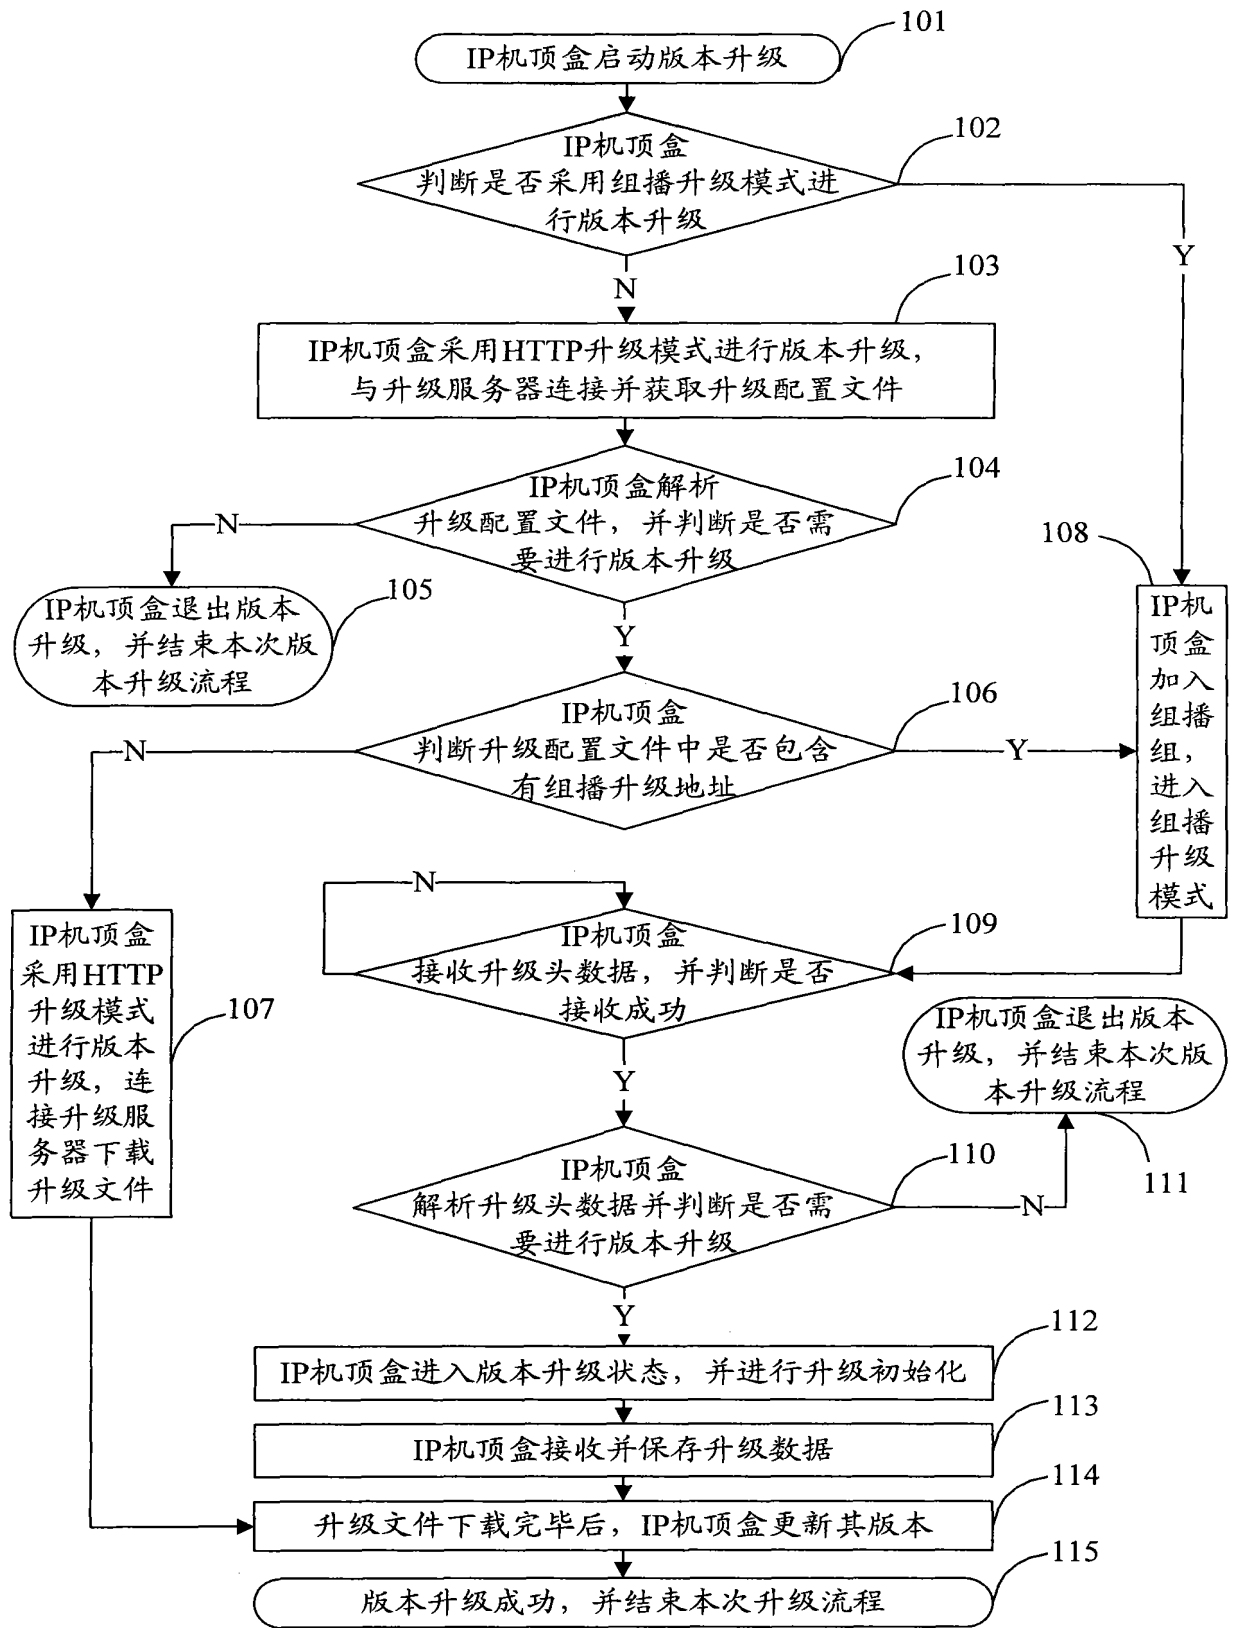 101
IP机顶盒启动版本升级
102
IP机顶盒
判断是否采用组播升级模式进
行版本升级
Y
N
103
IP机顶盒采用HTTP升级模式进行版本升级，
与升级服务器连接并获取升级配置文件
104
IP机顶盒解析
升级配置文件，并判断是否需
要进行版本升级
N
105
IP机顶盒退出版本
升级，并结束本次版
本升级流程
Y
106
IP机顶盒
判断升级配置文件中是否包含
有组播升级地址
N
Y
108
IP机
顶盒
加入
组播
组，
进入
组播
升级
模式
N
109
IP机顶盒
接收升级头数据，并判断是否
接收成功
107
IP机顶盒
采用HTTP
升级模式
进行版本
升级，连
接升级服
务器下载
升级文件
Y
IP机顶盒退出版本
升级，并结束本次版
本升级流程
111
110
IP机顶盒
解析升级头数据并判断是否需
要进行版本升级
N
Y
112
IP机顶盒进入版本升级状态，并进行升级初始化
113
IP机顶盒接收并保存升级数据
114
升级文件下载完毕后，IP机顶盒更新其版本
115
版本升级成功，并结束本次升级流程